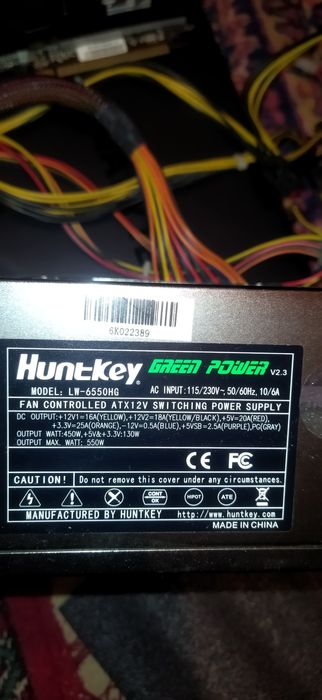 6K022389
Huntkey GREEN POWER V2.3
MODEL: LW-6550HG AC INPUT:115/230V~,50/60Hz,10/6A
FAN CONTROLLED ATX12V SWITCHING POWER SUPPLY
DC OUTPUT:+12V1=16A(YELLOW),+12V2=18A(YELLOW/BLACK),+5V=20A(RED),
+3.3V=25A(ORANGE),-12V=0.5A(BLUE),+5VSB=2.5A(PURPLE),PG(GRAY)
OUTPUT WATT:450W,+5V&+3.3V:130W
OUTPUT MAX. WATT: 550W
CE FC
CAUTION! Do not remove this cover under any circumstances.
CONT OK HIPOT ATE
MANUFACTURED BY HUNTKEY http://www.huntkey.com
MADE IN CHINA